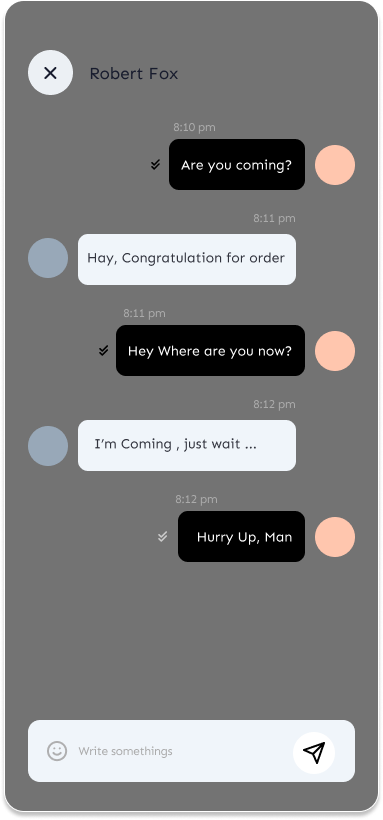 Robert Fox
8:10 pm
Are you coming?
8:11 pm
Hay, Congratulation for order
8:11 pm
Hey Where are you now?
8:12 pm
I’m Coming , just wait ...
8:12 pm
Hurry Up, Man
Write somethings